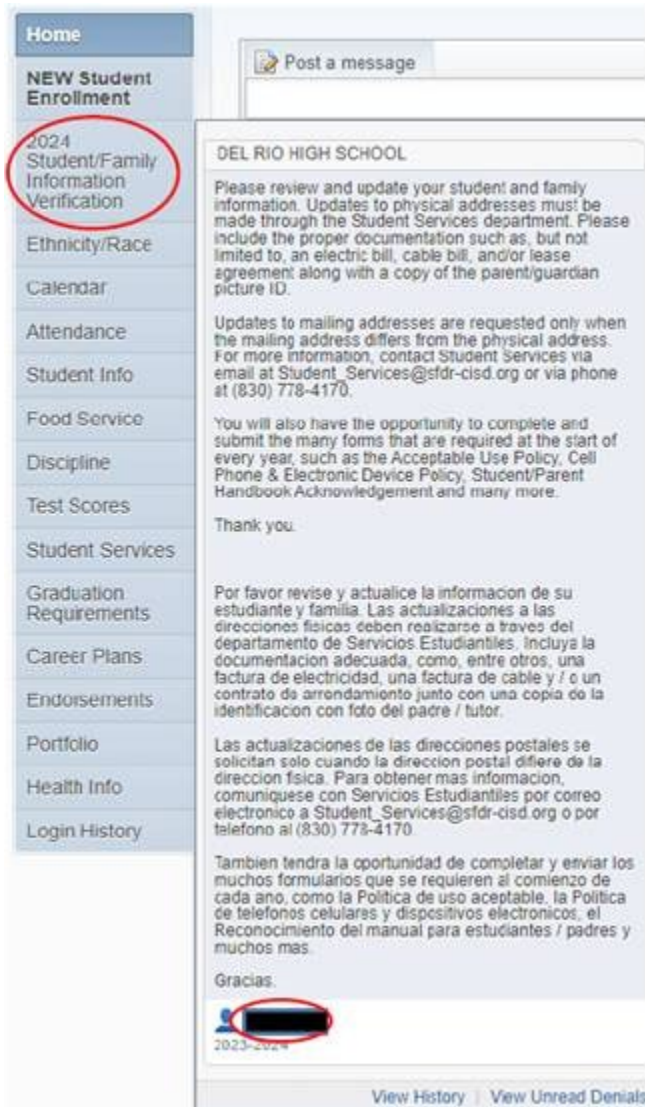 Home
NEW Student
Enrollment
2024
Student/Family
Information
Verification
Ethnicity/Race
Calendar
Attendance
Student Info
Food Service
Discipline
Test Scores
Student Services
Graduation
Requirements
Career Plans
Endorsements
Portfolio
Health Info
Login History
Post a message
DEL RIO HIGH SCHOOL
Please review and update your student and family
information. Updates to physical addresses must be
made through the Student Services department. Please
include the proper documentation such as, but not
limited to, an electric bill, cable bill, and/or lease
agreement along with a copy of the parent/guardian
picture ID.
Updates to mailing addresses are requested only when
the mailing address differs from the physical address.
For more information, contact Student Services via
email at Student_Services@sfdr-cisd.org or via phone
at (830) 778-4170.
You will also have the opportunity to complete and
submit the many forms that are required at the start of
every year, such as the Acceptable Use Policy, Cell
Phone & Electronic Device Policy, Student/Parent
Handbook Acknowledgement and many more.
Thank you.
Por favor revise y actualice la informacion de su
estudiante y familia. Las actualizaciones a las
direcciones fisicas deben realizarse a traves del
departamento de Servicios Estudiantiles. Incluya la
documentacion adecuada, como, entre otros, una
factura de electricidad, una factura de cable y / o un
contrato de arrendamiento junto con una copia de la
identificacion con foto del padre / tutor.
Las actualizaciones de las direcciones postales se
solicitan solo cuando la direccion postal difiere de la
direccion fisica. Para obtener mas informacion,
comuniquese con Servicios Estudiantiles por correo
electronico a Student_Services@sfdr-cisd.org o por
telefono al (830) 778-4170.
Tambien tendra la oportunidad de completar y enviar los
muchos formularios que se requieren al comienzo de
cada ano, como la Politica de uso aceptable, la Politica
de telefonos celulares y dispositivos electronicos, el
Reconocimiento del manual para estudiantes / padres y
muchos mas.
Gracias.
2023-2024
View History | View Unread Denials